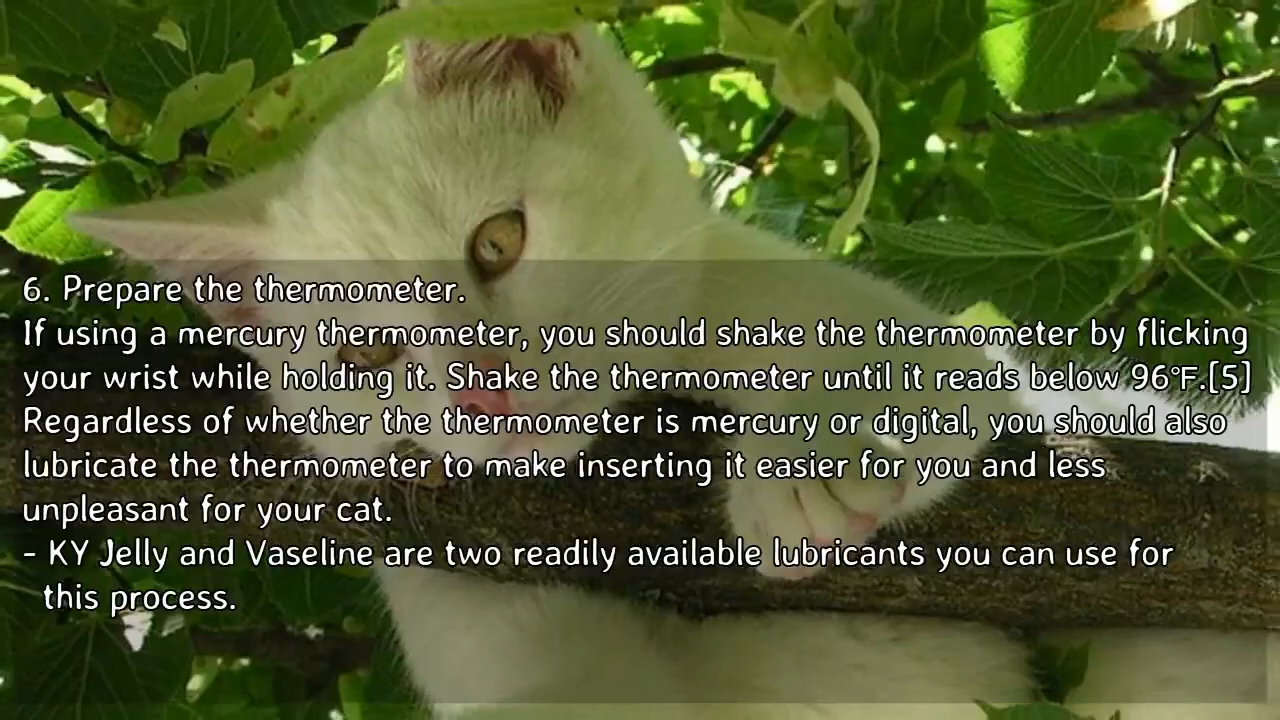 6. Prepare the thermometer.
If using a mercury thermometer, you should shake the thermometer by flicking
your wrist while holding it. Shake the thermometer until it reads below 96℉.[5]
Regardless of whether the thermometer is mercury or digital, you should also
lubricate the thermometer to make inserting it easier for you and less
unpleasant for your cat.
- KY Jelly and Vaseline are two readily available lubricants you can use for
this process.